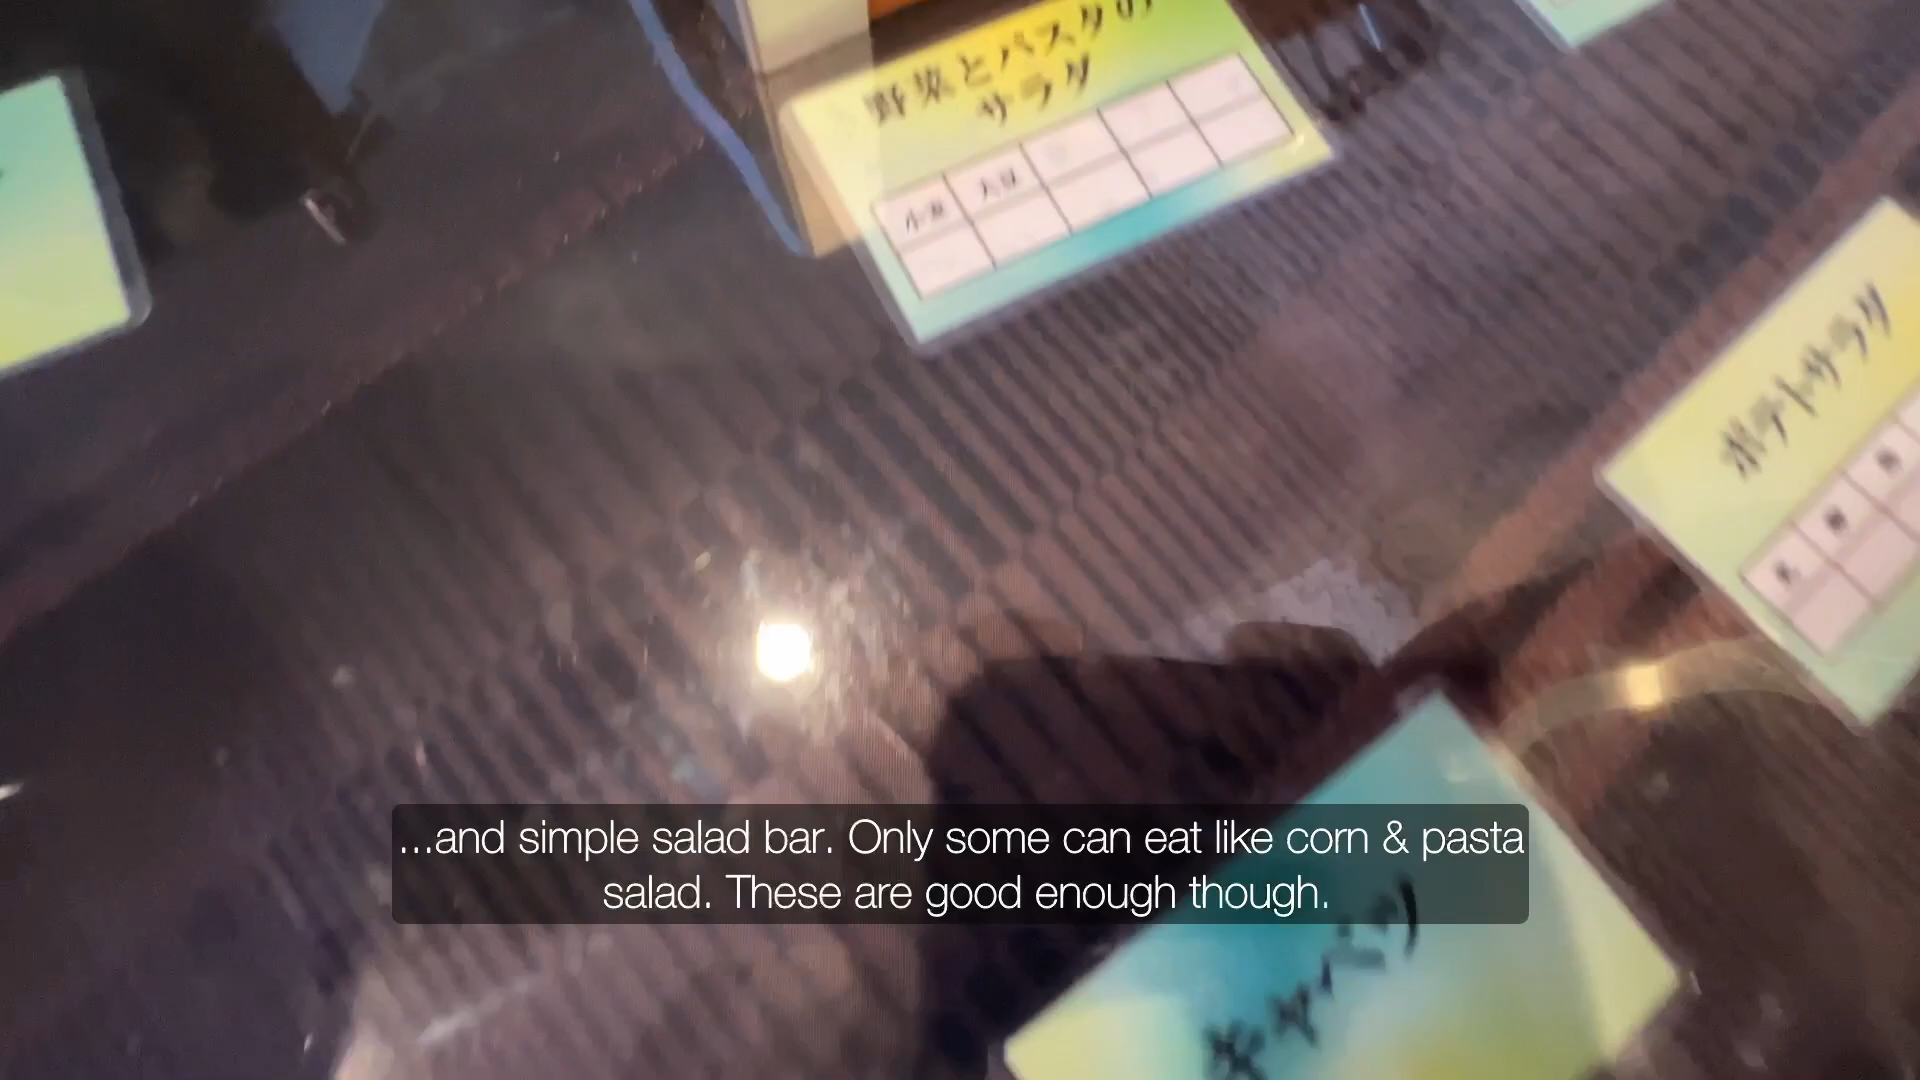 野菜とパスタの
サラダ
小麦 大豆
ポテトサラダ
キャベツ
...and simple salad bar. Only some can eat like corn & pasta
salad. These are good enough though.